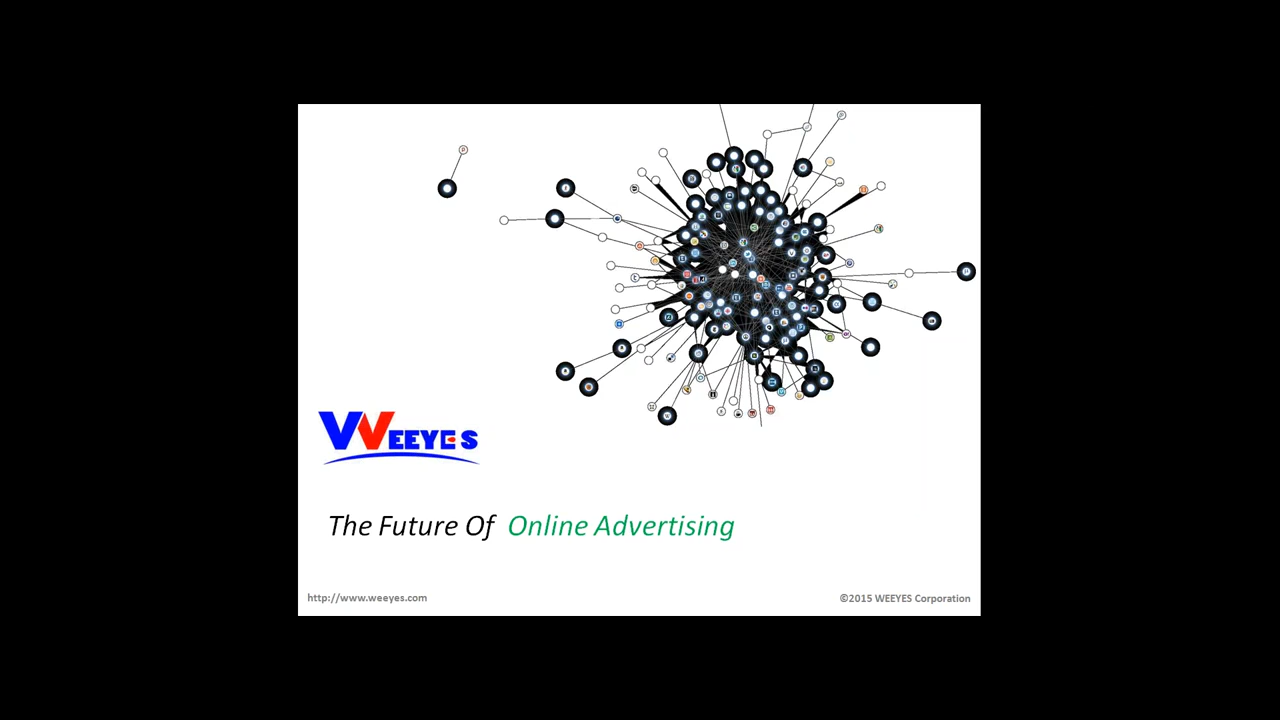 WEEYES
The Future Of Online Advertising
http://www.weeyes.com
©2015 WEEYES Corporation